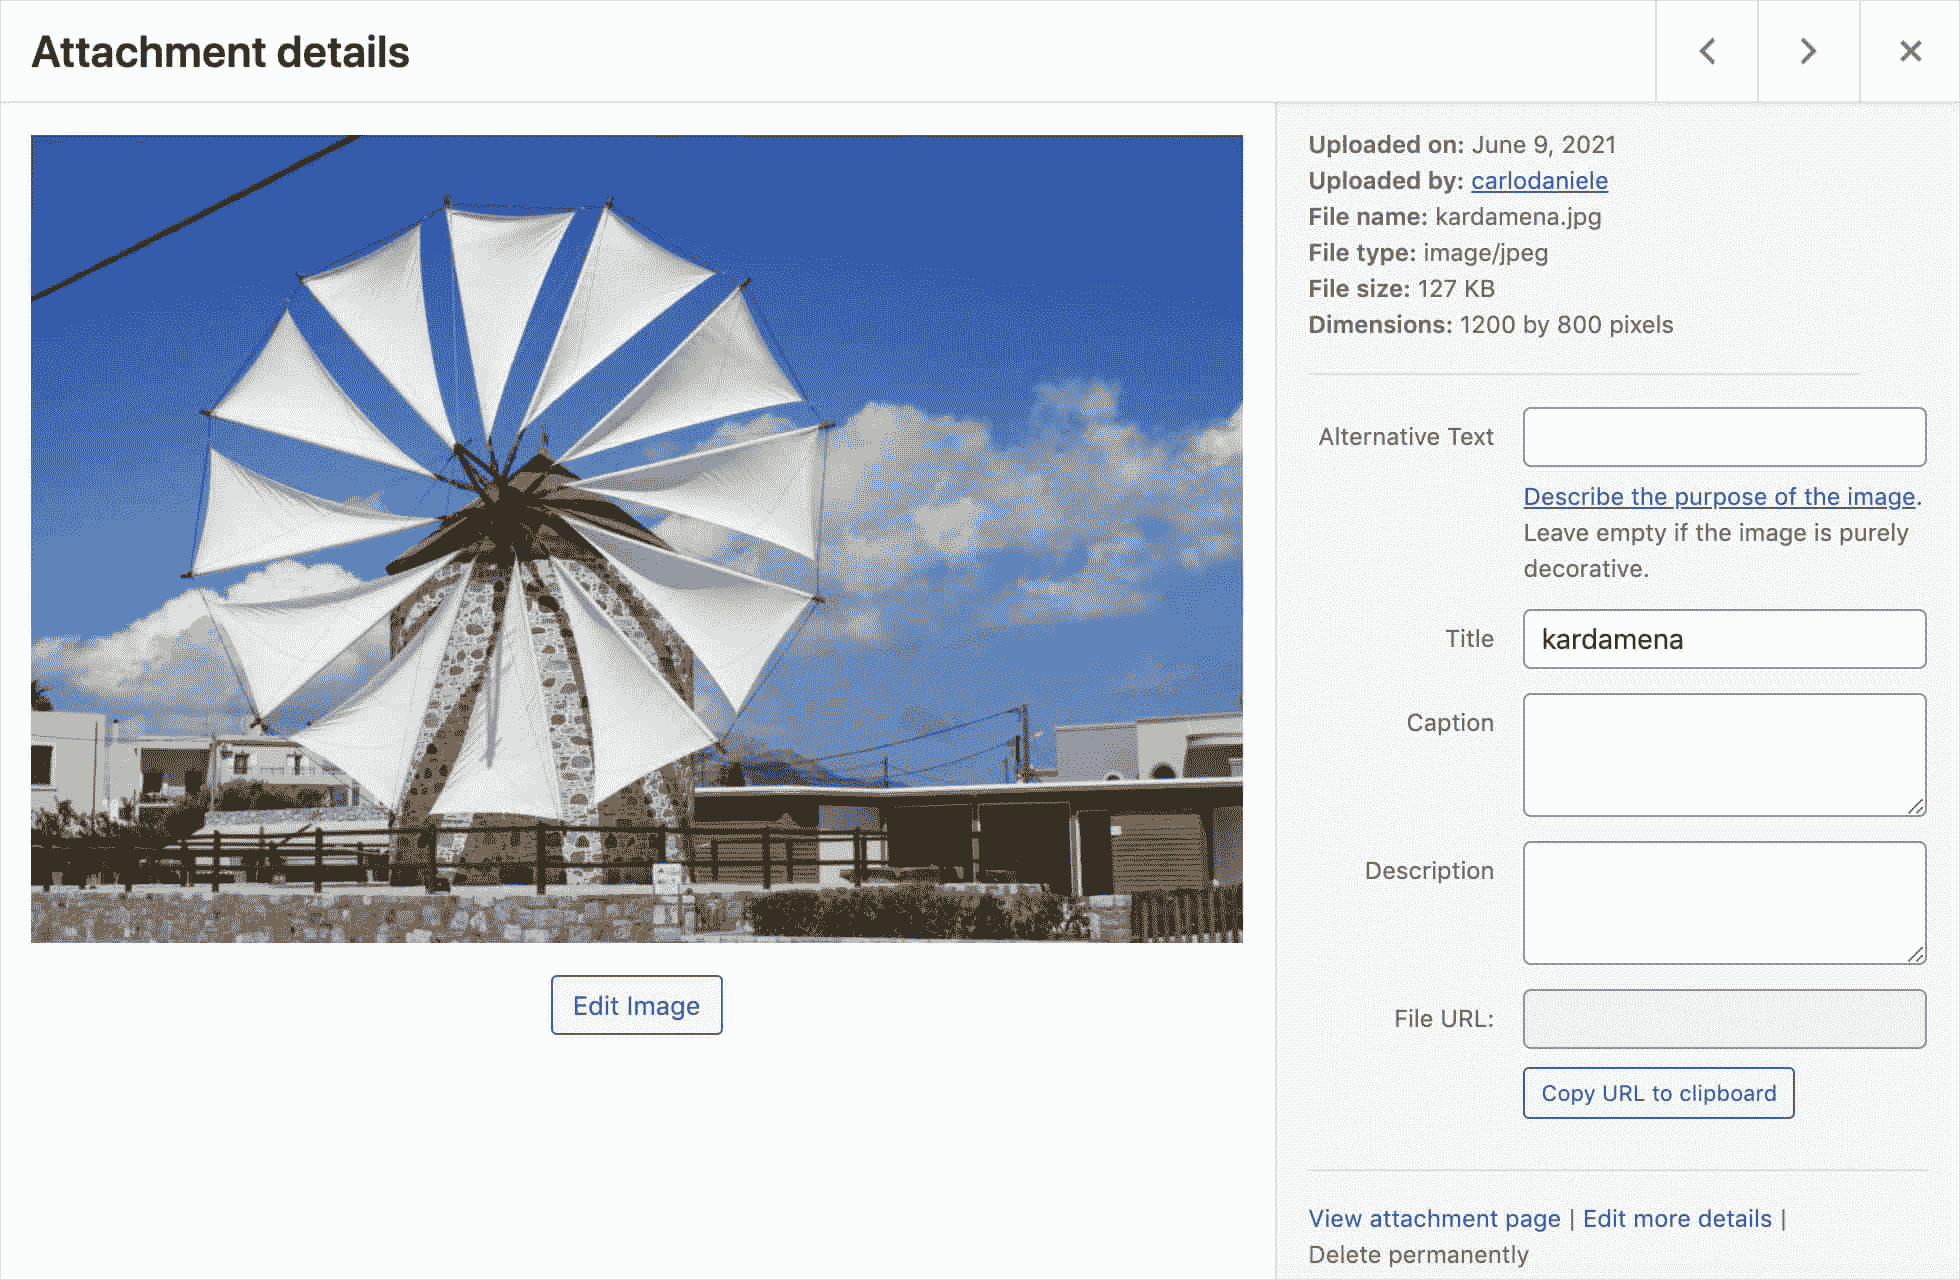 Attachment details
Uploaded on: June 9, 2021
Uploaded by: carlodaniele
File name: kardamena.jpg
File type: image/jpeg
File size: 127 KB
Dimensions: 1200 by 800 pixels
Alternative Text
Describe the purpose of the image.
Leave empty if the image is purely
decorative.
Title kardamena
Caption
Description
File URL:
Copy URL to clipboard
Edit Image
View attachment page | Edit more details |
Delete permanently